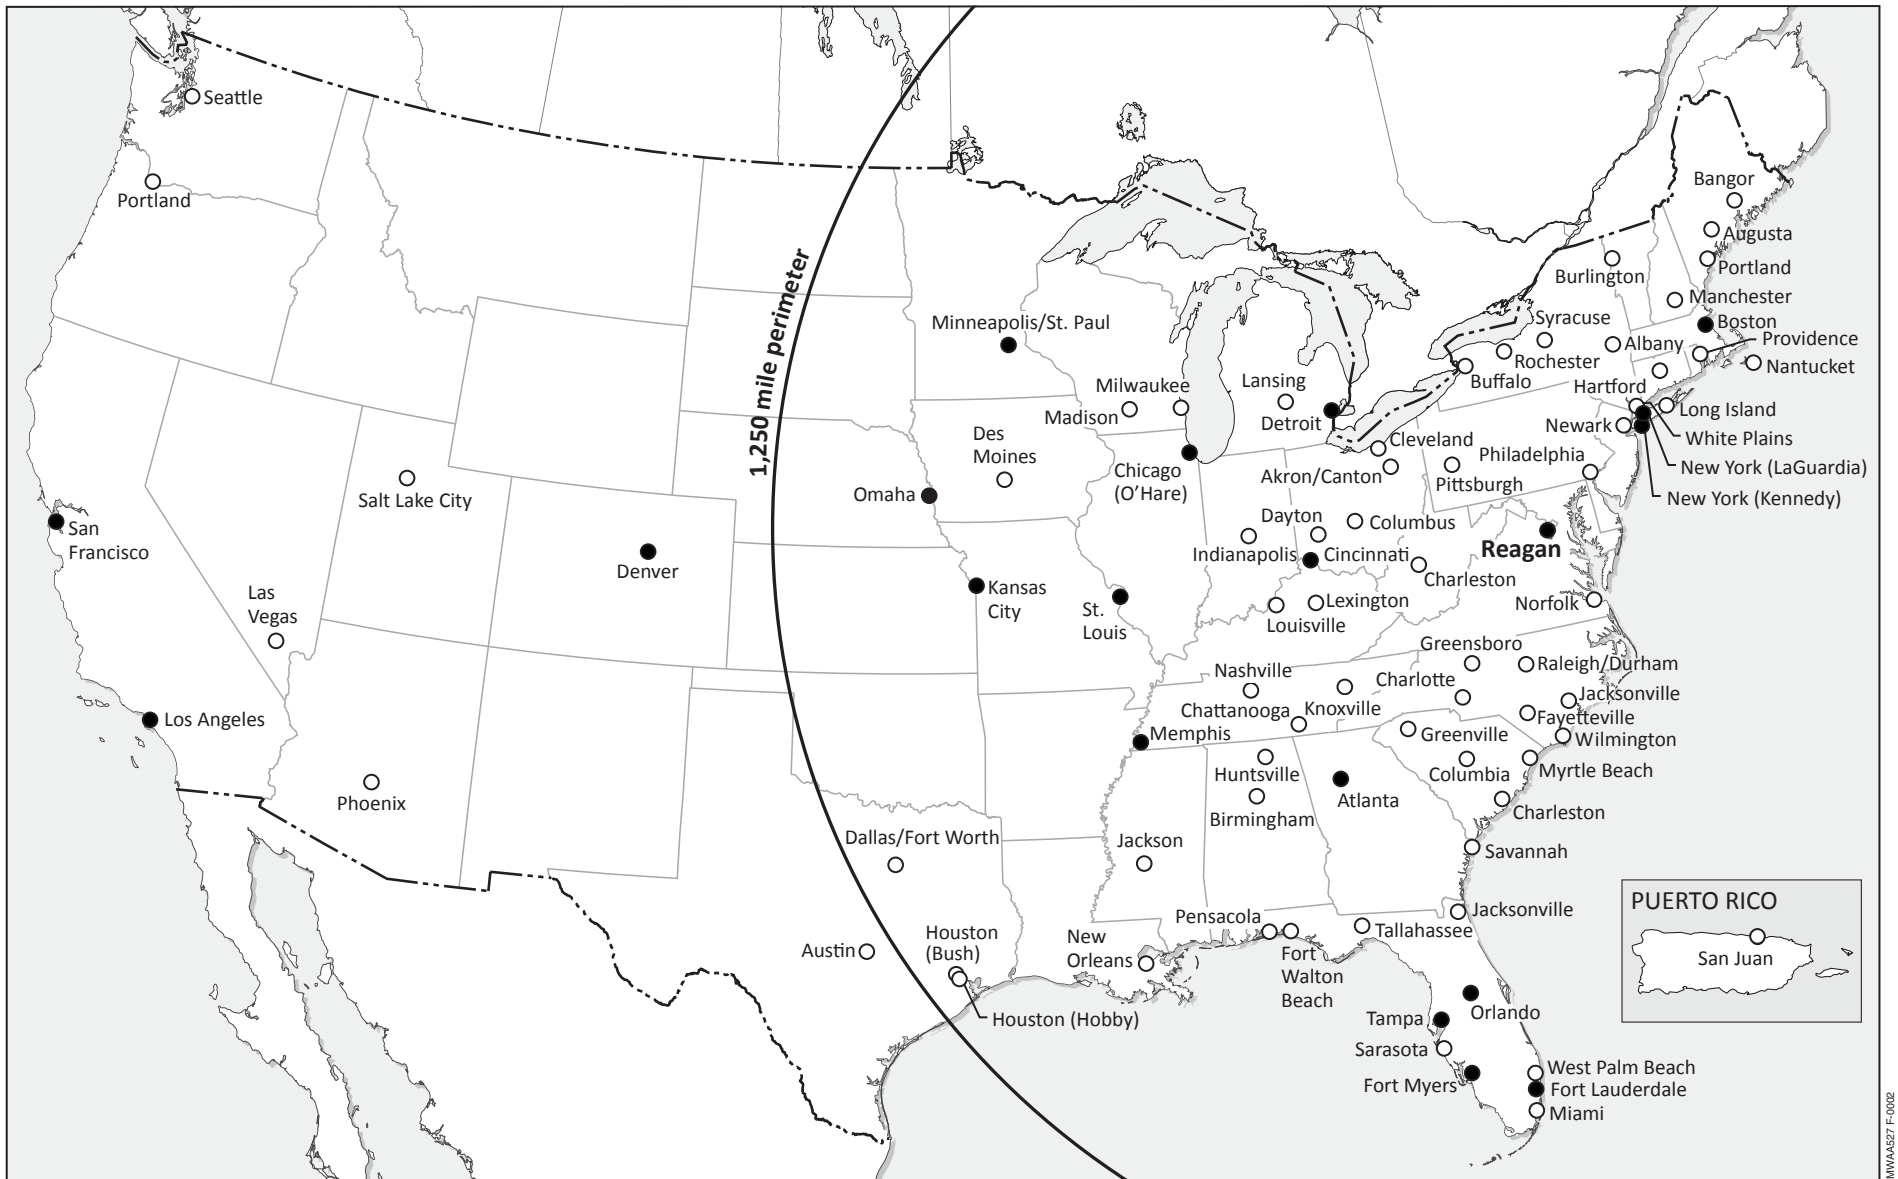 Seattle
Portland
San
Francisco
Los Angeles
Las
Vegas
Salt Lake City
Phoenix
Denver
1,250 mile perimeter
Minneapolis/St. Paul
Milwaukee
Madison
Des
Moines
Omaha
Kansas
City
St.
Louis
Chicago
(O’Hare)
Lansing
Detroit
Cleveland
Akron/Canton
Dayton
Columbus
Indianapolis
Cincinnati
Charleston
Lexington
Louisville
Pittsburgh
Philadelphia
Buffalo
Rochester
Syracuse
Albany
Burlington
Bangor
Augusta
Portland
Manchester
Boston
Providence
Nantucket
Hartford
Long Island
White Plains
Newark
New York (LaGuardia)
New York (Kennedy)
Reagan
Norfolk
Greensboro
Raleigh/Durham
Charlotte
Jacksonville
Fayetteville
Wilmington
Nashville
Knoxville
Chattanooga
Memphis
Greenville
Columbia
Myrtle Beach
Charleston
Huntsville
Birmingham
Atlanta
Savannah
Jackson
Dallas/Fort Worth
Austin
Houston
(Bush)
Houston (Hobby)
New
Orleans
Pensacola
Fort
Walton
Beach
Tallahassee
Jacksonville
Orlando
Tampa
Sarasota
Fort Myers
West Palm Beach
Fort Lauderdale
Miami
PUERTO RICO
San Juan
MWAA527 F-0002